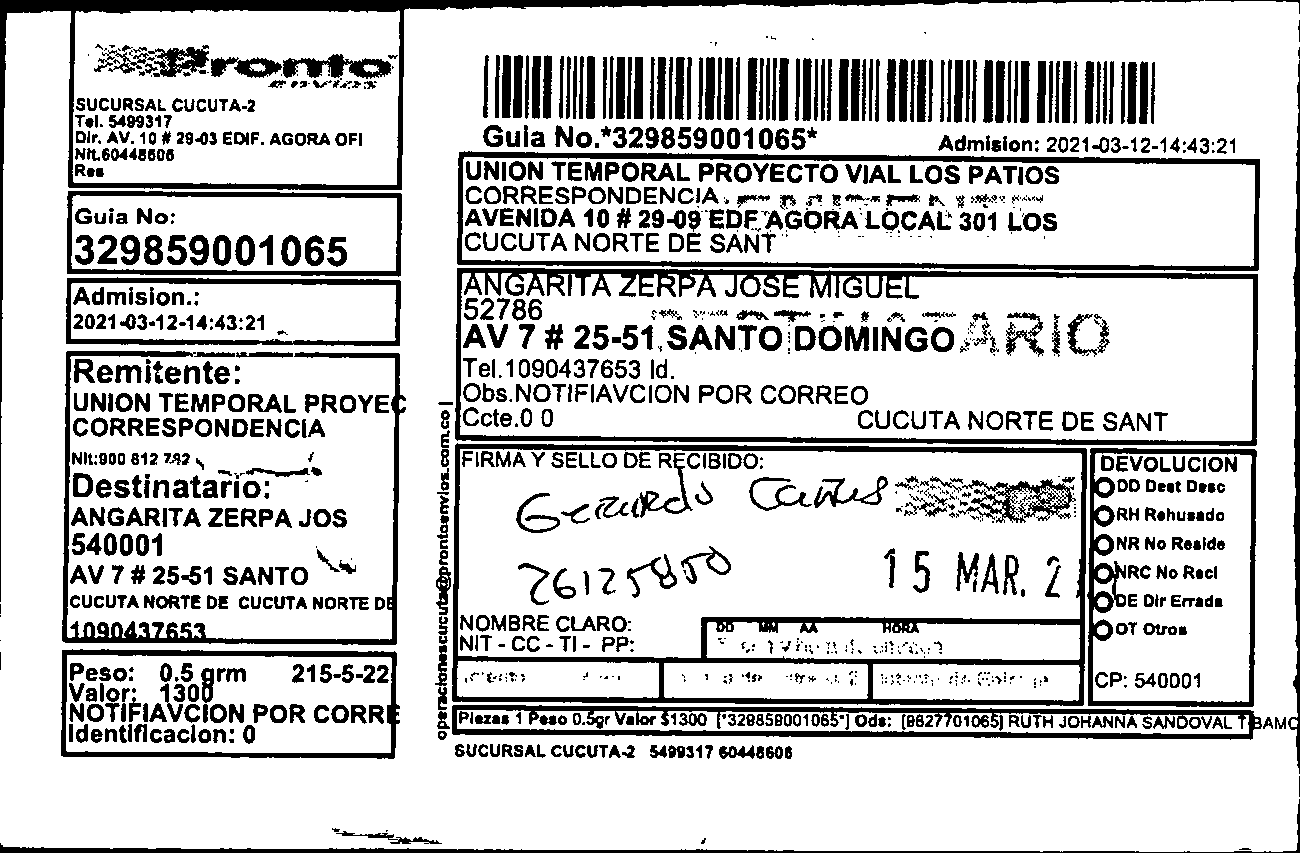 Pronto
envios
SUCURSAL CUCUTA-2
Tel. 5499317
Dir. AV. 10 # 29-03 EDIF. AGORA OFI
Nit.60448606
Res
Guia No:
329859001065
Admision.:
2021-03-12-14:43:21
Remitente:
UNION TEMPORAL PROYEC
CORRESPONDENCIA
Nit:900 812 742
Destinatario:
ANGARITA ZERPA JOS
540001
AV 7 # 25-51 SANTO
CUCUTA NORTE DE CUCUTA NORTE DE
1090437653
Peso: 0.5 grm 215-5-22
Valor: 1300
NOTIFIAVCION POR CORRE
Identificacion: 0
Guia No.*329859001065*
Admision: 2021-03-12-14:43:21
UNION TEMPORAL PROYECTO VIAL LOS PATIOS
CORRESPONDENCIA
AVENIDA 10 # 29-09 EDF AGORA LOCAL 301 LOS
CUCUTA NORTE DE SANT
ANGARITA ZERPA JOSE MIGUEL
52786
AV 7 # 25-51 SANTO DOMINGO
Tel.1090437653 Id.
Obs.NOTIFIAVCION POR CORREO
Ccte.0 0 CUCUTA NORTE DE SANT
operacionescucuta@prontoenvios.com.co
FIRMA Y SELLO DE RECIBIDO:
Gerardo
26125850
15 MAR. 2
NOMBRE CLARO:
NIT - CC - TI - PP:
DD MM AA HORA
DEVOLUCION
DD Dest Desc
RH Rehusado
NR No Reside
NRC No Recl
DE Dir Errada
OT Otros
CP: 540001
Piezas 1 Peso 0.5gr Valor $1300 [*329859001065*] Ods: [9827701065] RUTH JOHANNA SANDOVAL TIBAMO
SUCURSAL CUCUTA-2 5499317 60448606